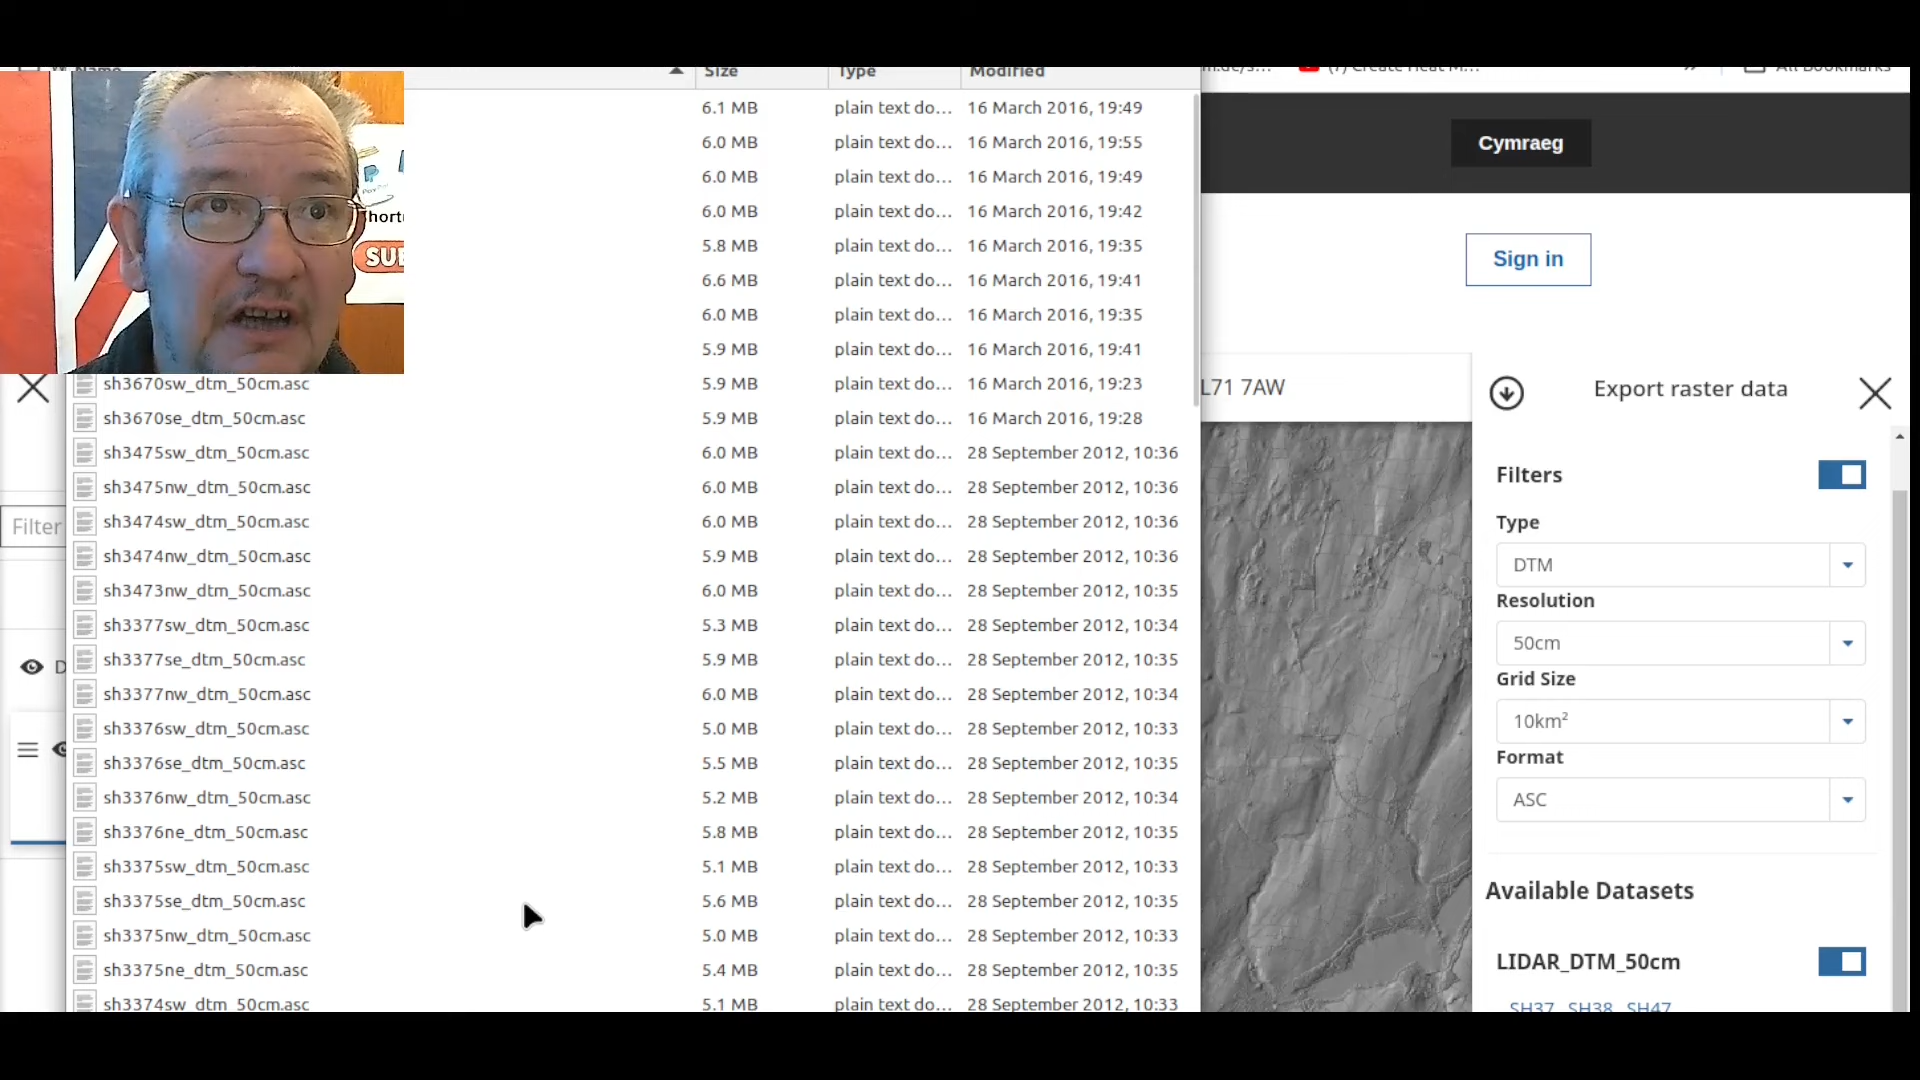 Name Size Type Modified
All Bookmarks
6.1 MB plain text do... 16 March 2016, 19:49
6.0 MB plain text do... 16 March 2016, 19:55
6.0 MB plain text do... 16 March 2016, 19:49
6.0 MB plain text do... 16 March 2016, 19:42
5.8 MB plain text do... 16 March 2016, 19:35
6.6 MB plain text do... 16 March 2016, 19:41
6.0 MB plain text do... 16 March 2016, 19:35
5.9 MB plain text do... 16 March 2016, 19:41
sh3670sw_dtm_50cm.asc 5.9 MB plain text do... 16 March 2016, 19:23
sh3670se_dtm_50cm.asc 5.9 MB plain text do... 16 March 2016, 19:28
sh3475sw_dtm_50cm.asc 6.0 MB plain text do... 28 September 2012, 10:36
sh3475nw_dtm_50cm.asc 6.0 MB plain text do... 28 September 2012, 10:36
sh3474sw_dtm_50cm.asc 6.0 MB plain text do... 28 September 2012, 10:36
sh3474nw_dtm_50cm.asc 5.9 MB plain text do... 28 September 2012, 10:36
sh3473nw_dtm_50cm.asc 6.0 MB plain text do... 28 September 2012, 10:35
sh3377sw_dtm_50cm.asc 5.3 MB plain text do... 28 September 2012, 10:34
sh3377se_dtm_50cm.asc 5.9 MB plain text do... 28 September 2012, 10:35
sh3377nw_dtm_50cm.asc 6.0 MB plain text do... 28 September 2012, 10:34
sh3376sw_dtm_50cm.asc 5.0 MB plain text do... 28 September 2012, 10:33
sh3376se_dtm_50cm.asc 5.5 MB plain text do... 28 September 2012, 10:35
sh3376nw_dtm_50cm.asc 5.2 MB plain text do... 28 September 2012, 10:34
sh3376ne_dtm_50cm.asc 5.8 MB plain text do... 28 September 2012, 10:35
sh3375sw_dtm_50cm.asc 5.1 MB plain text do... 28 September 2012, 10:33
sh3375se_dtm_50cm.asc 5.6 MB plain text do... 28 September 2012, 10:35
sh3375nw_dtm_50cm.asc 5.0 MB plain text do... 28 September 2012, 10:33
sh3375ne_dtm_50cm.asc 5.4 MB plain text do... 28 September 2012, 10:35
sh3374sw_dtm_50cm.asc 5.1 MB plain text do... 28 September 2012, 10:33
Filter
D
Cymraeg
Sign in
L71 7AW
Export raster data
Filters
Type
DTM
Resolution
50cm
Grid Size
10km²
Format
ASC
Available Datasets
LIDAR_DTM_50cm
SH37 SH38 SH47